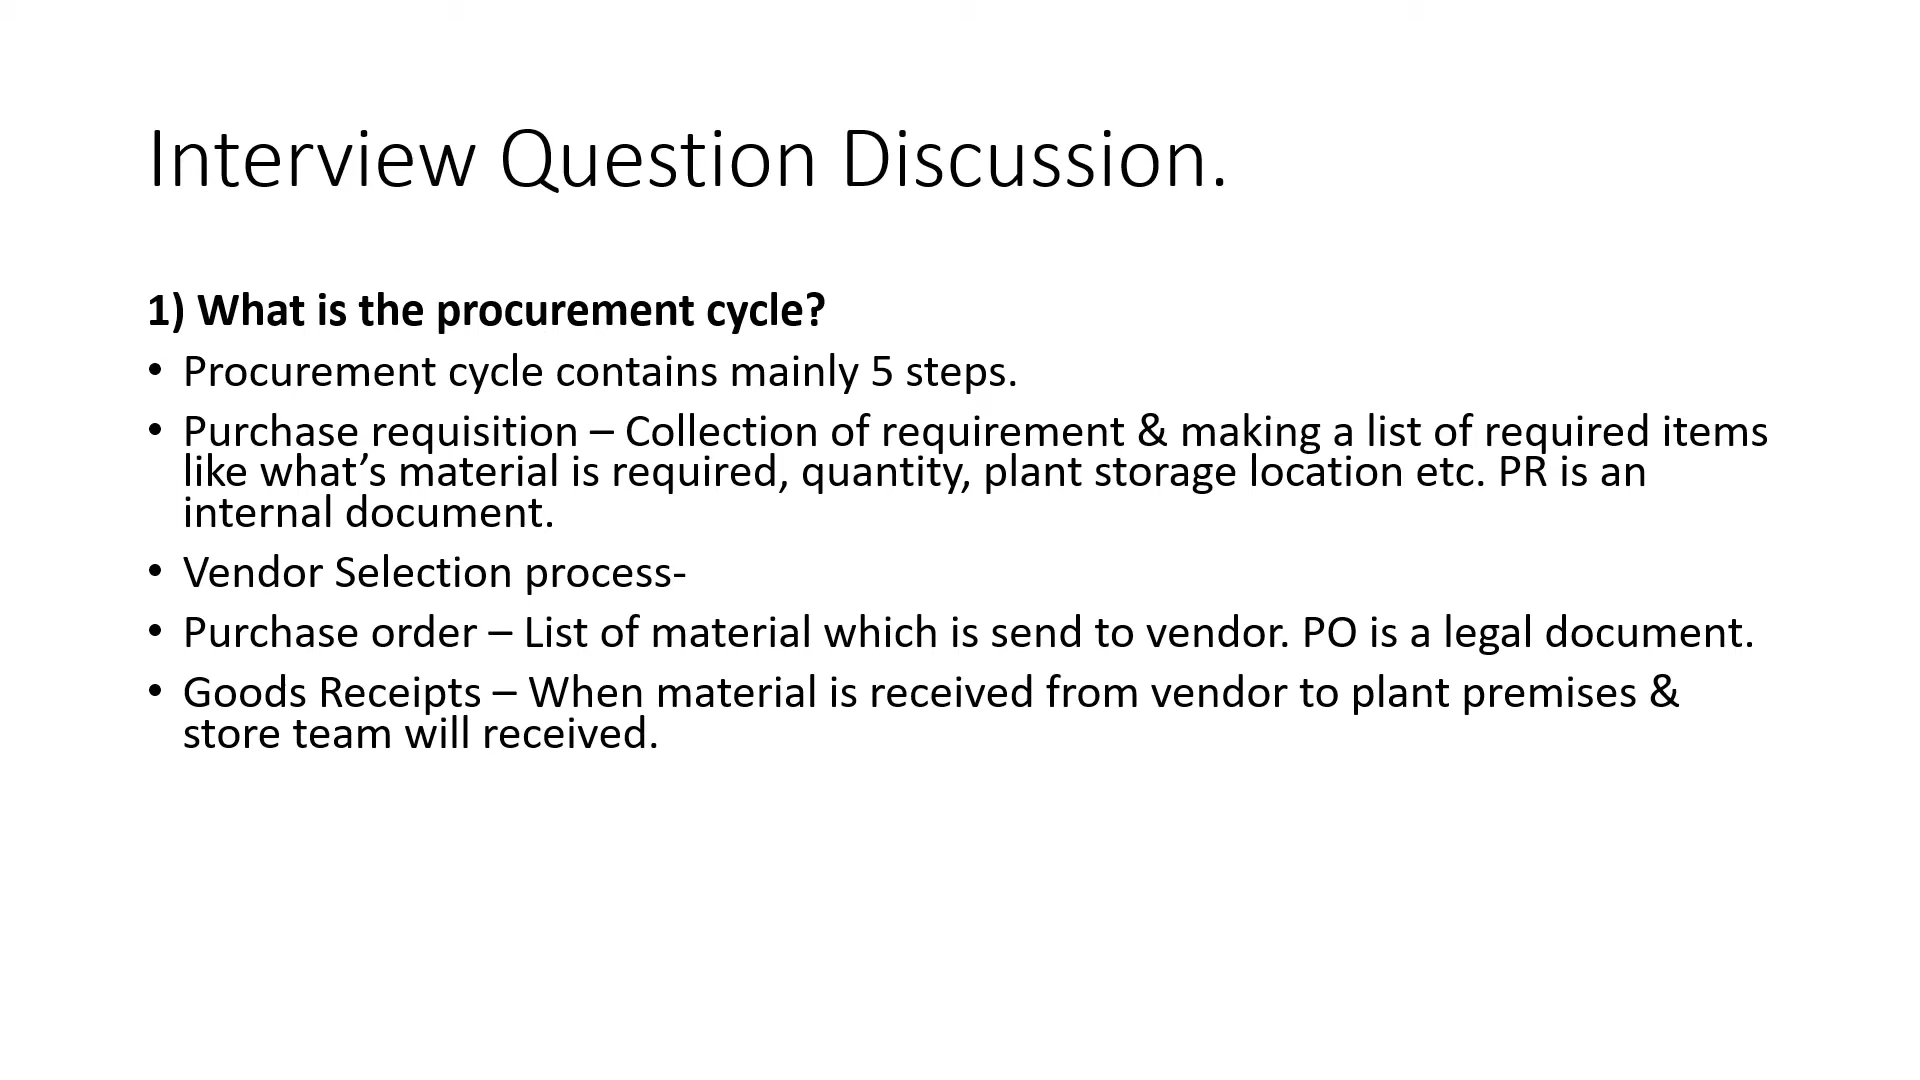 Interview Question Discussion.
1) What is the procurement cycle?
• Procurement cycle contains mainly 5 steps.
• Purchase requisition – Collection of requirement & making a list of required items
like what’s material is required, quantity, plant storage location etc. PR is an
internal document.
• Vendor Selection process-
• Purchase order – List of material which is send to vendor. PO is a legal document.
• Goods Receipts – When material is received from vendor to plant premises &
store team will received.